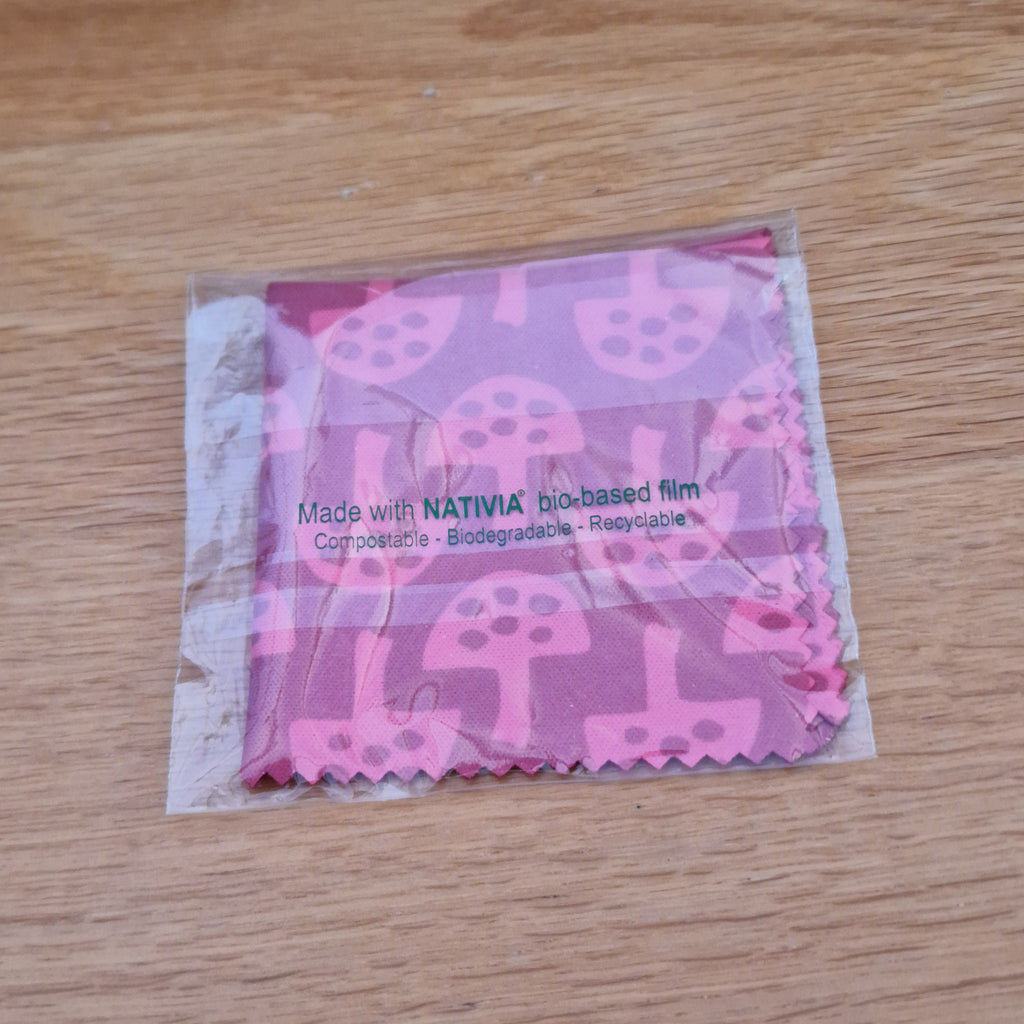 Made with NATIVIA® bio-based film
Compostable - Biodegradable - Recyclable